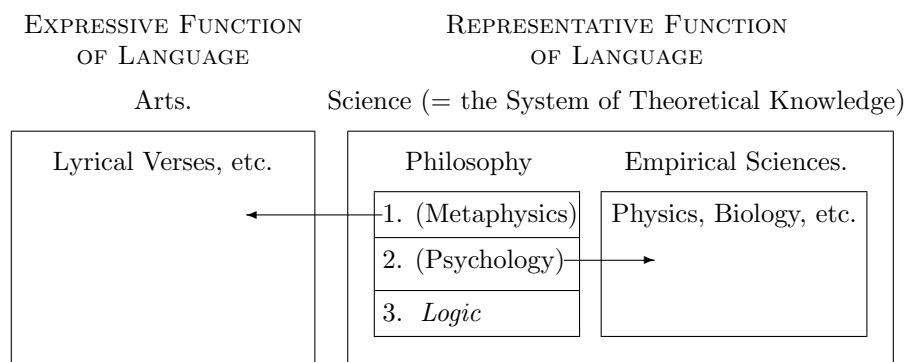 EXPRESSIVE FUNCTION
OF LANGUAGE
REPRESENTATIVE FUNCTION
OF LANGUAGE
Arts.
Science (= the System of Theoretical Knowledge)
Lyrical Verses, etc.
Philosophy
Empirical Sciences.
1. (Metaphysics)
2. (Psychology)
3. Logic
Physics, Biology, etc.